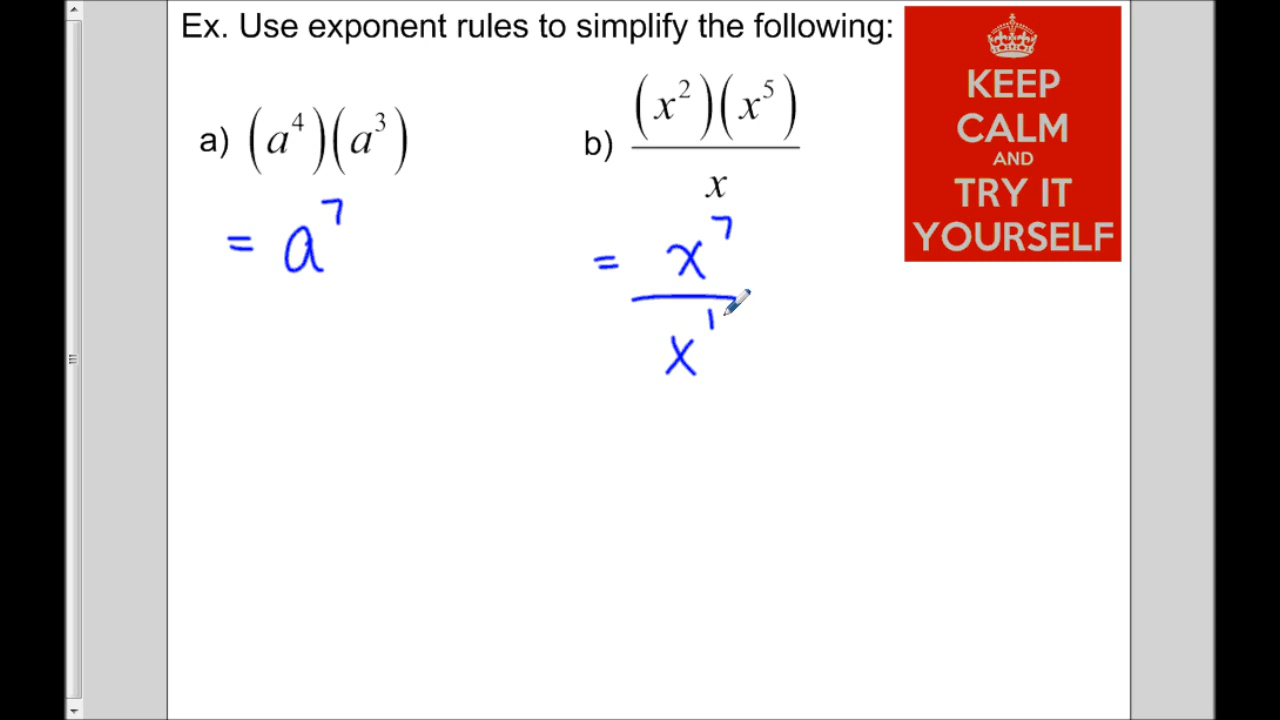 Ex. Use exponent rules to simplify the following:
a) (a⁴)(a³)
= a⁷
b) (x²)(x⁵)
x
= x⁷
x¹
KEEP
CALM
AND
TRY IT
YOURSELF